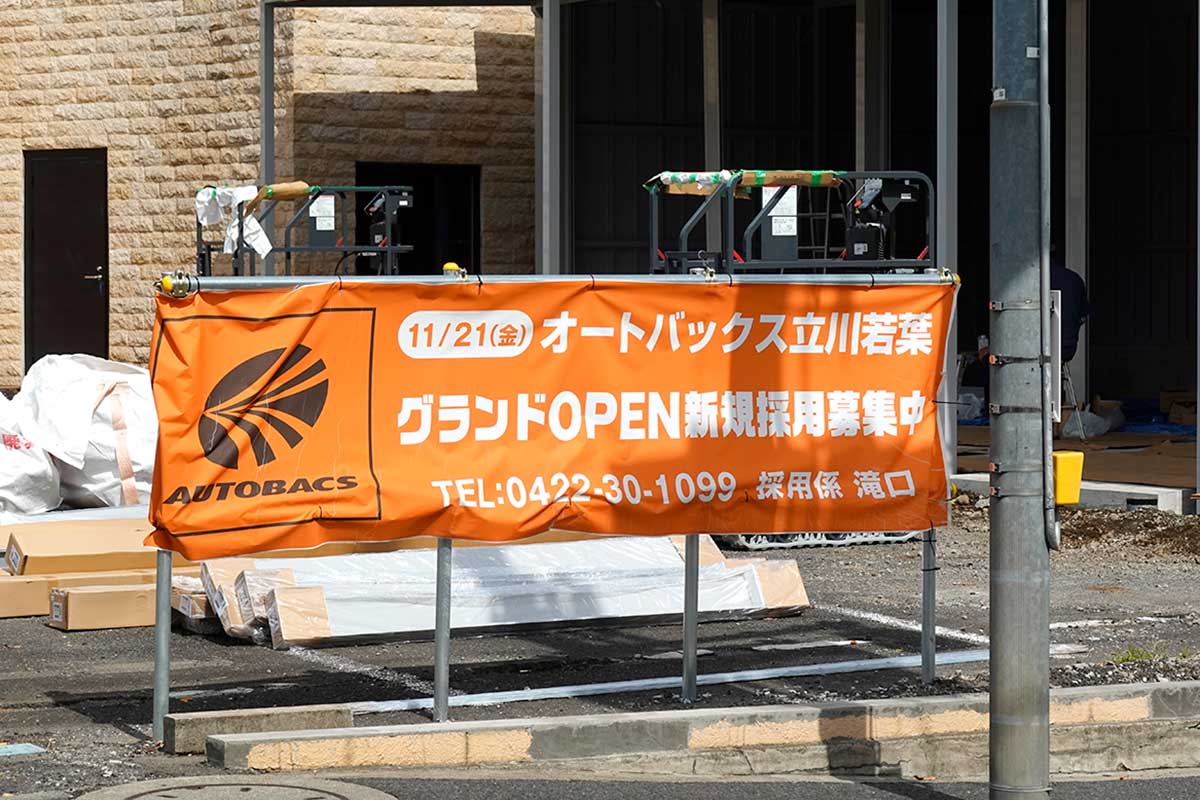 11/21(金) オートバックス立川若葉
グランドOPEN新規採用募集中
TEL:0422-30-1099 採用係 滝口
AUTOBACS